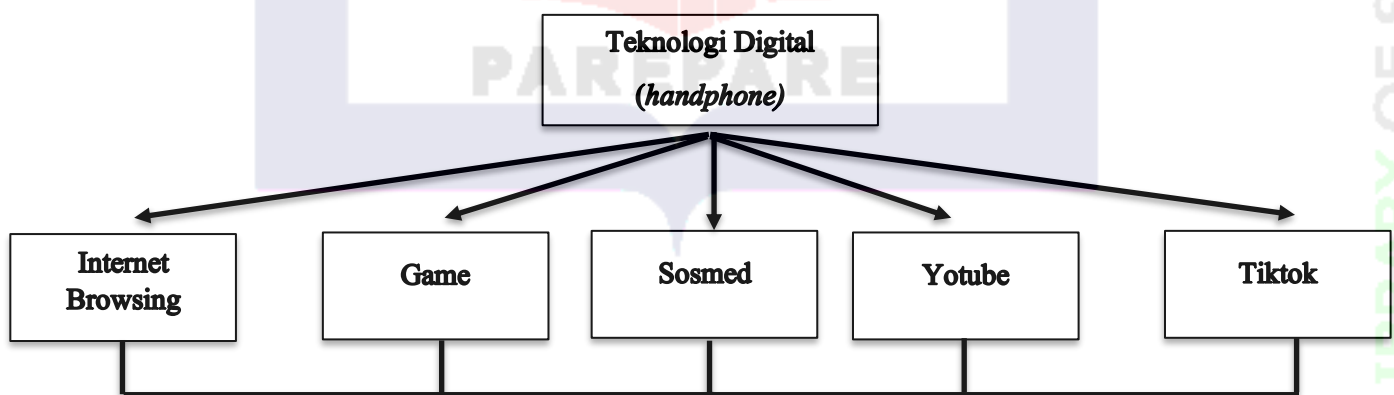 PAREPARE
Teknologi Digital
(handphone)
Internet
Browsing
Game
Sosmed
Yotube
Tiktok